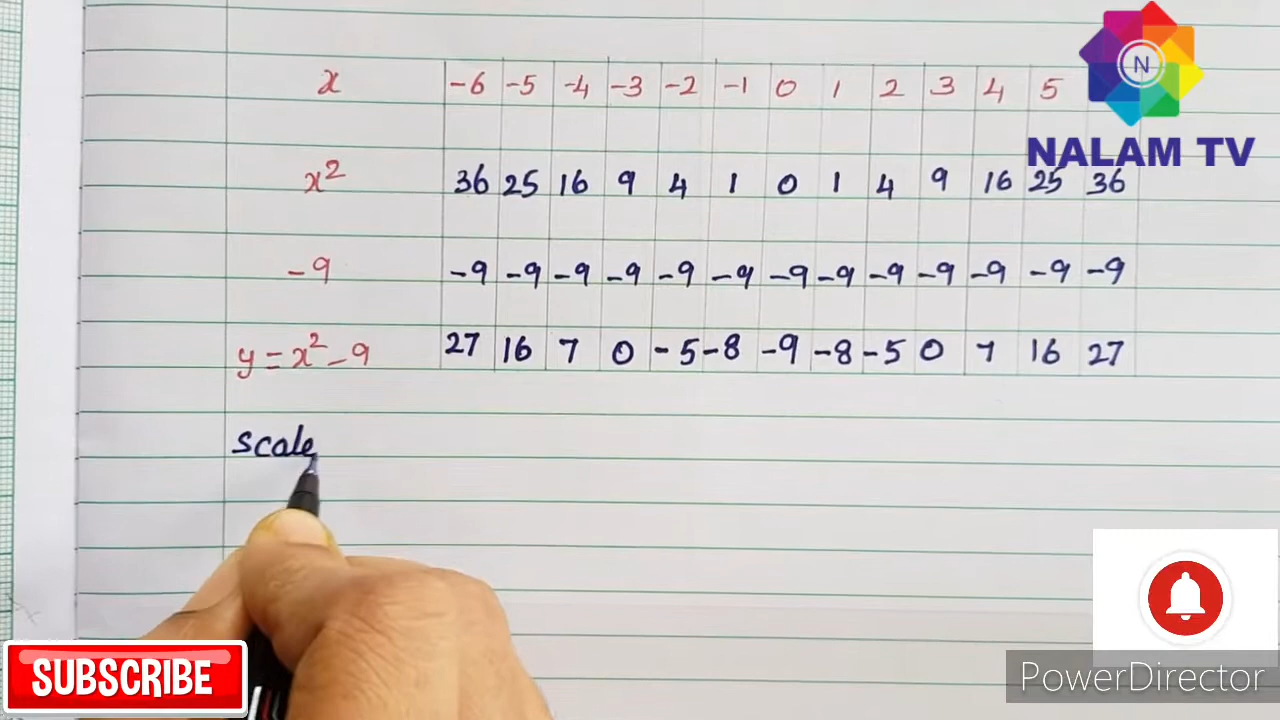 x -6 -5 -4 -3 -2 -1 0 1 2 3 4 5
N
NALAM TV
x² 36 25 16 9 4 1 0 1 4 9 16 25 36
-9 -9 -9 -9 -9 -9 -9 -9 -9 -9 -9 -9 -9 -9
y = x² - 9 27 16 7 0 -5 -8 -9 -8 -5 0 7 16 27
Scale
SUBSCRIBE
PowerDirector